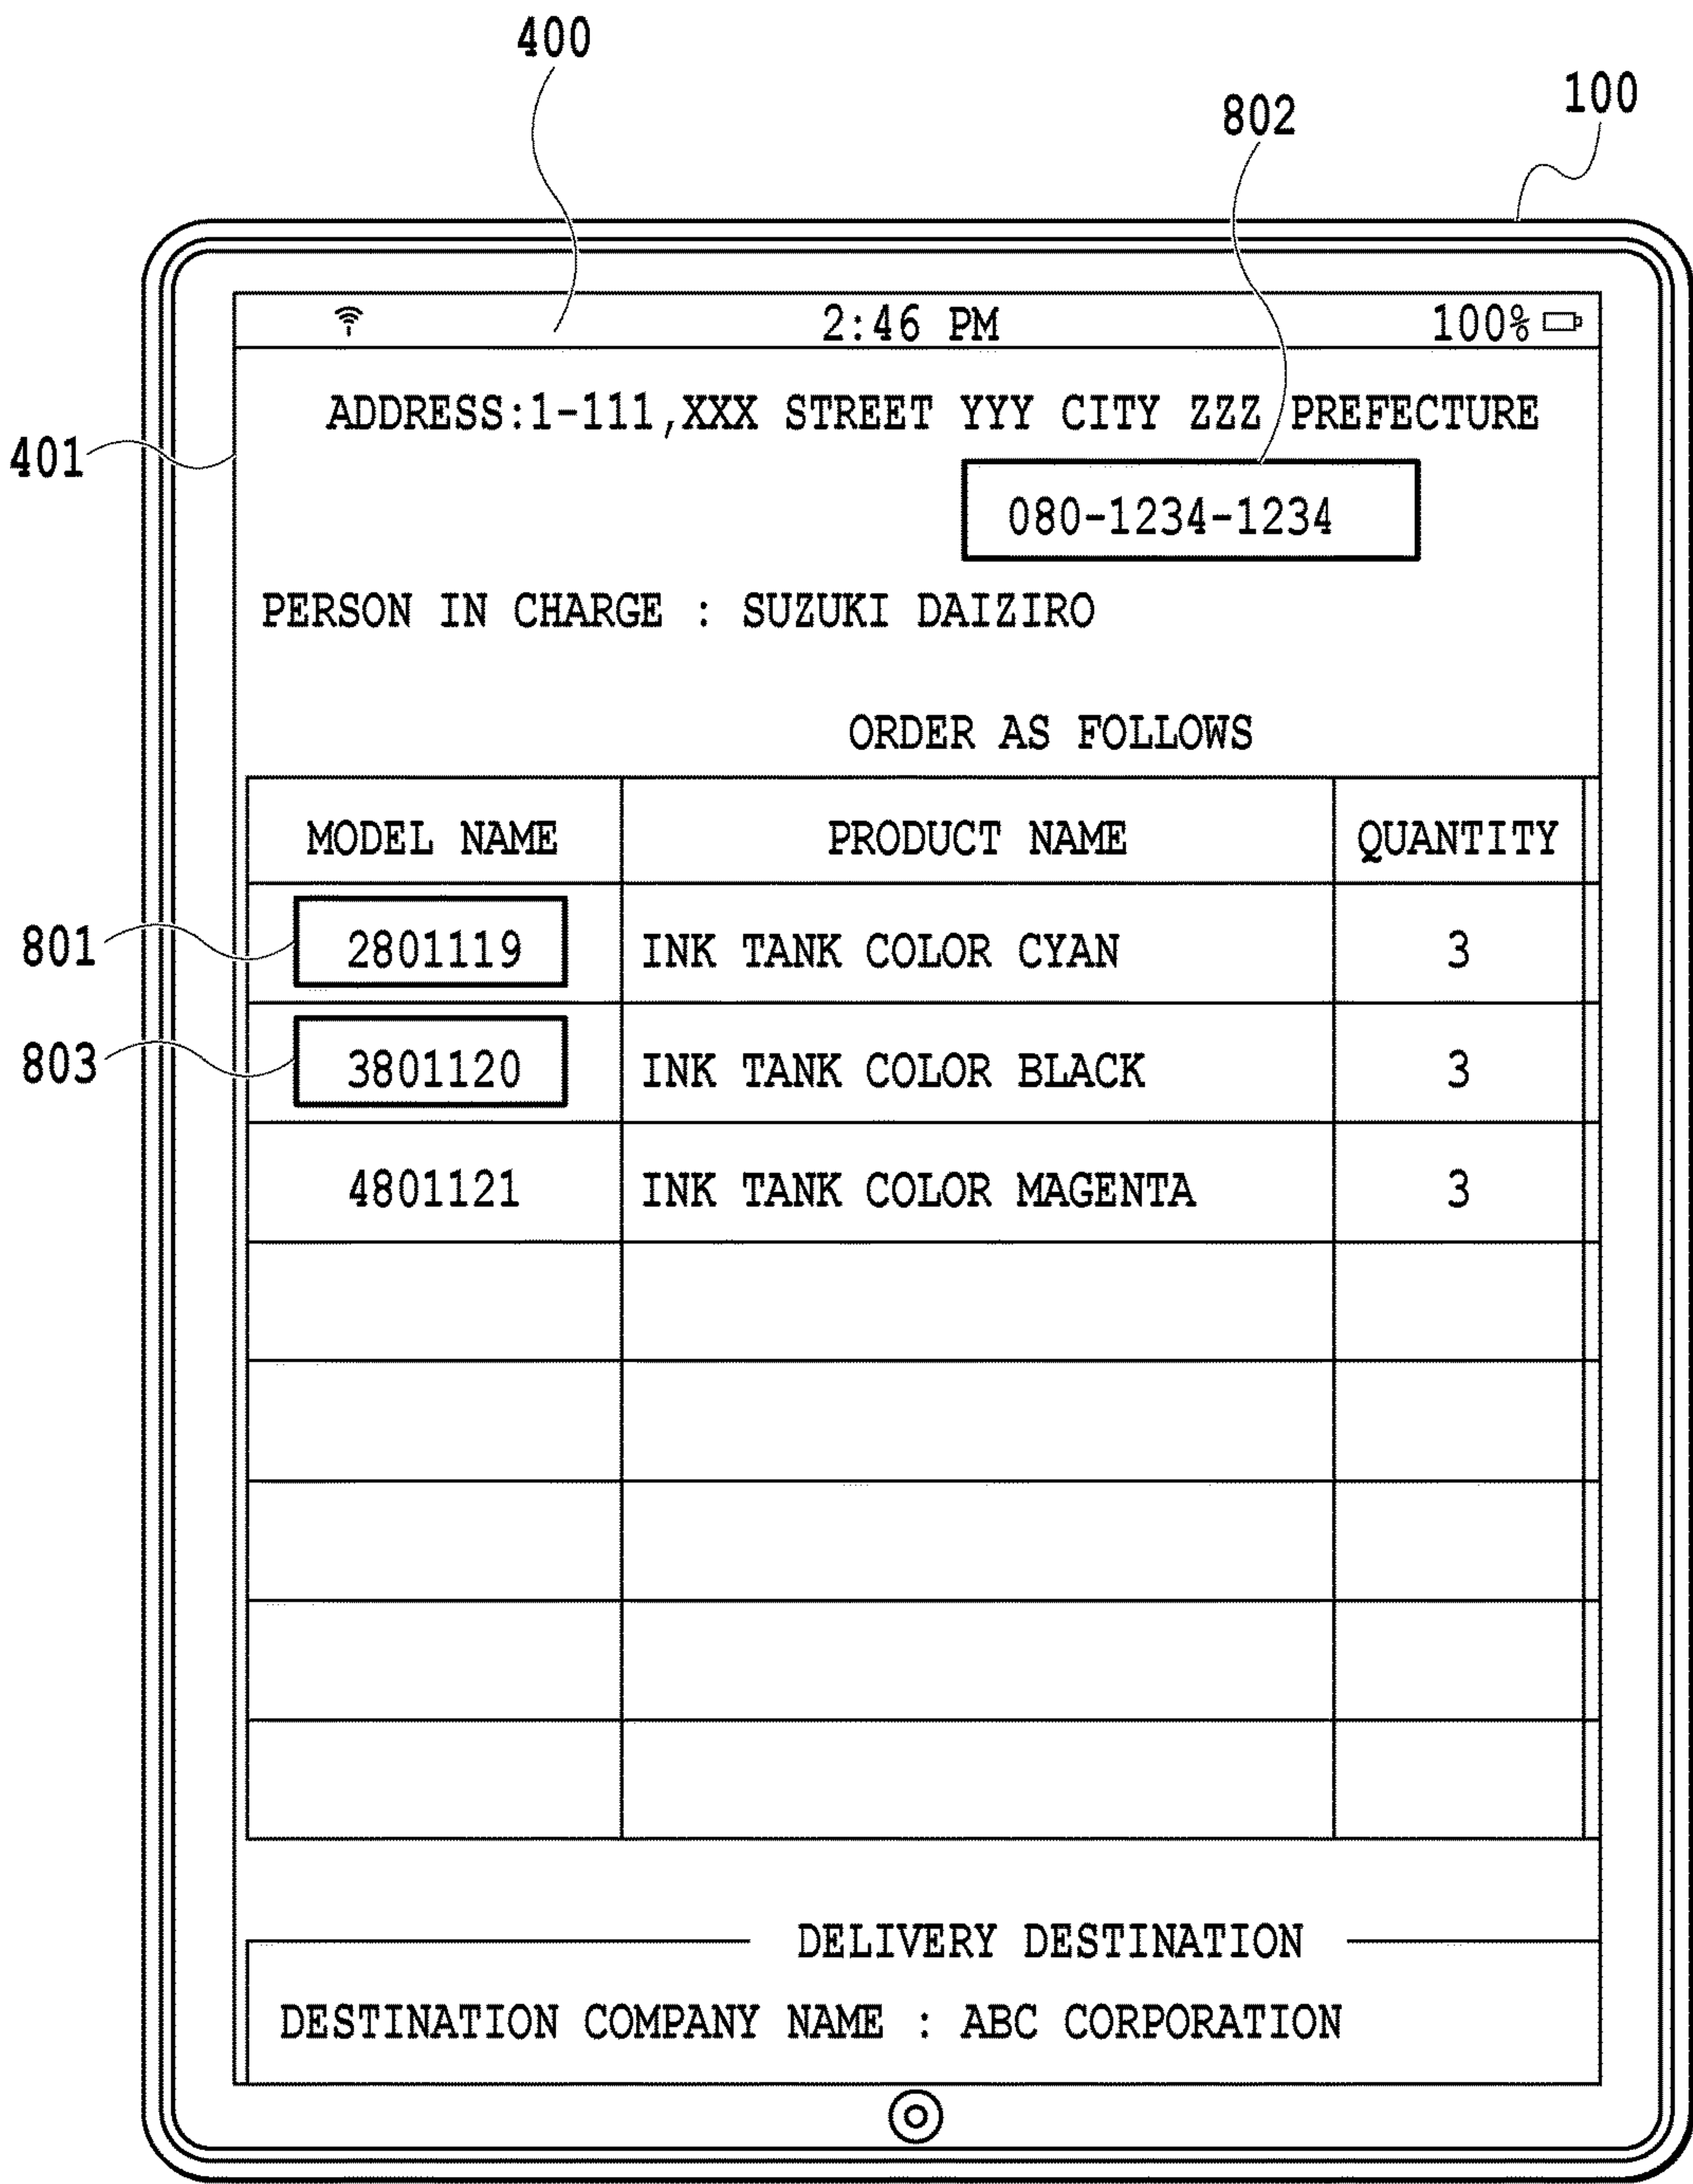 400
100
802
2:46 PM
100%
ADDRESS:1-111,XXX STREET YYY CITY ZZZ PREFECTURE
401
080-1234-1234
PERSON IN CHARGE : SUZUKI DAIZIRO
ORDER AS FOLLOWS
MODEL NAME PRODUCT NAME QUANTITY
801 2801119 INK TANK COLOR CYAN 3
803 3801120 INK TANK COLOR BLACK 3
4801121 INK TANK COLOR MAGENTA 3
DELIVERY DESTINATION
DESTINATION COMPANY NAME : ABC CORPORATION